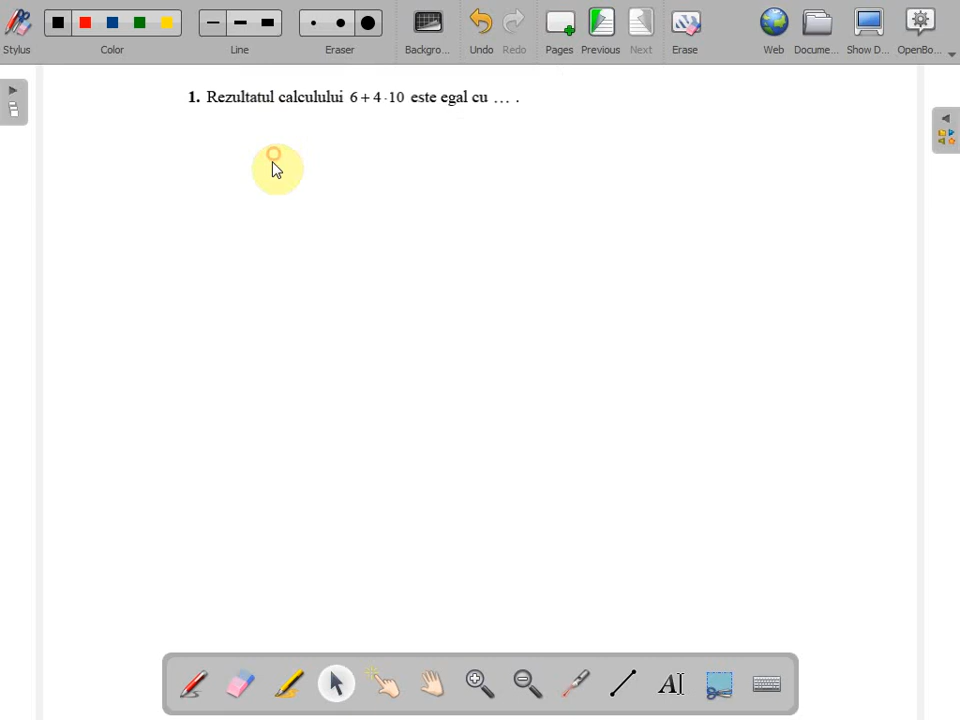 Stylus Color Line Eraser Backgro... Undo Redo Pages Previous Next Erase Web Docume... Show D... OpenBo...
1. Rezultatul calculului 6 + 4 · 10 este egal cu … .
A